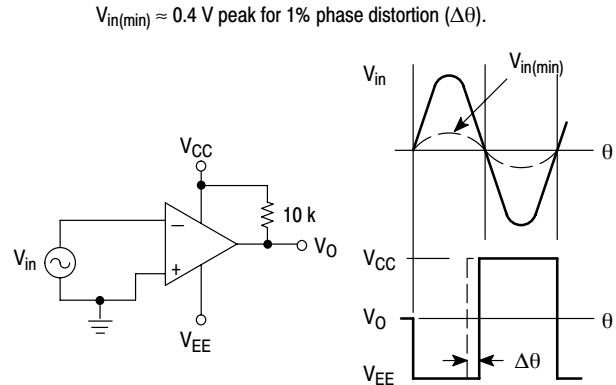 V_in(min) ≈ 0.4 V peak for 1% phase distortion (Δθ).
V_in
V_in(min)
θ
V_CC
10 k
−
V_O
V_in
+
V_EE
V_CC
V_O
θ
V_EE
Δθ